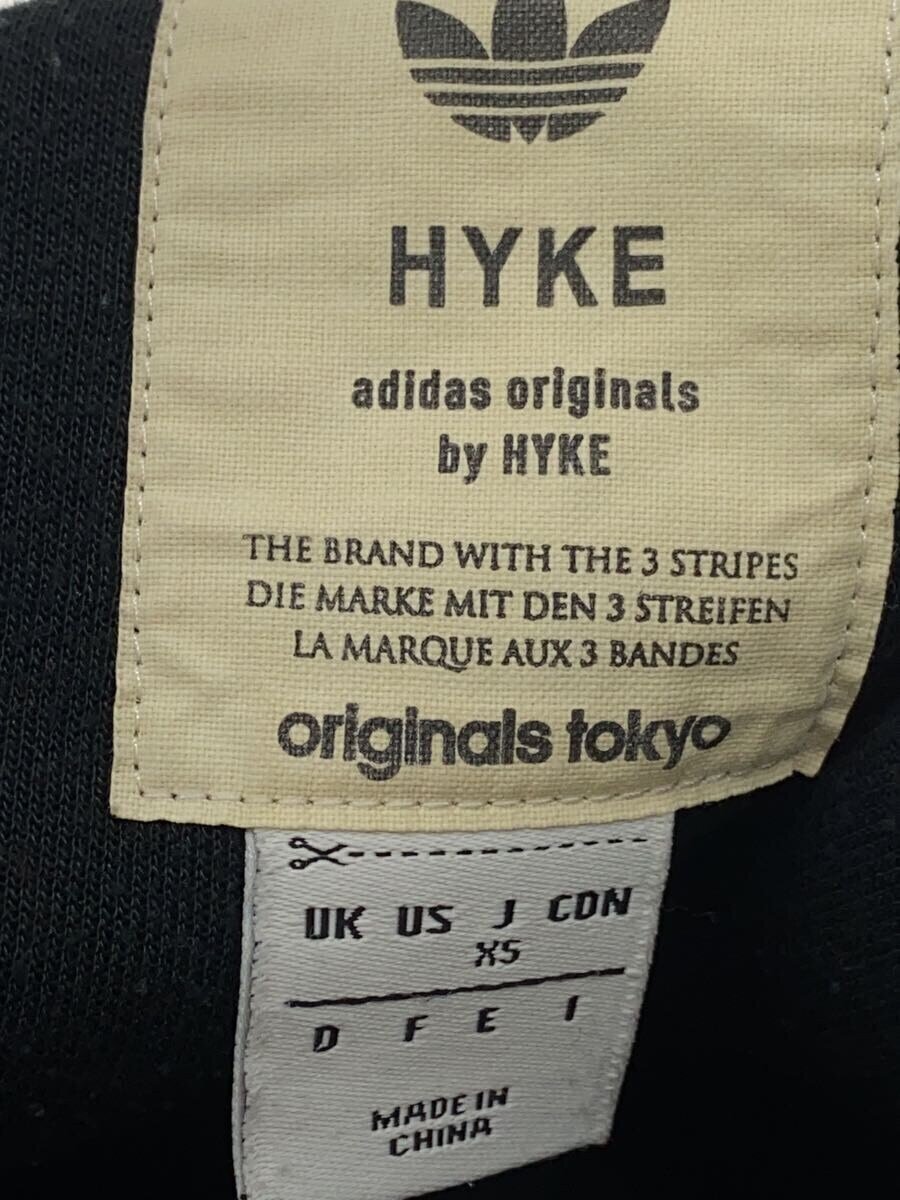 HYKE
adidas originals
by HYKE
THE BRAND WITH THE 3 STRIPES
DIE MARKE MIT DEN 3 STREIFEN
LA MARQUE AUX 3 BANDES
originals tokyo
UK US J CDN
XS
D F E I
MADE IN
CHINA